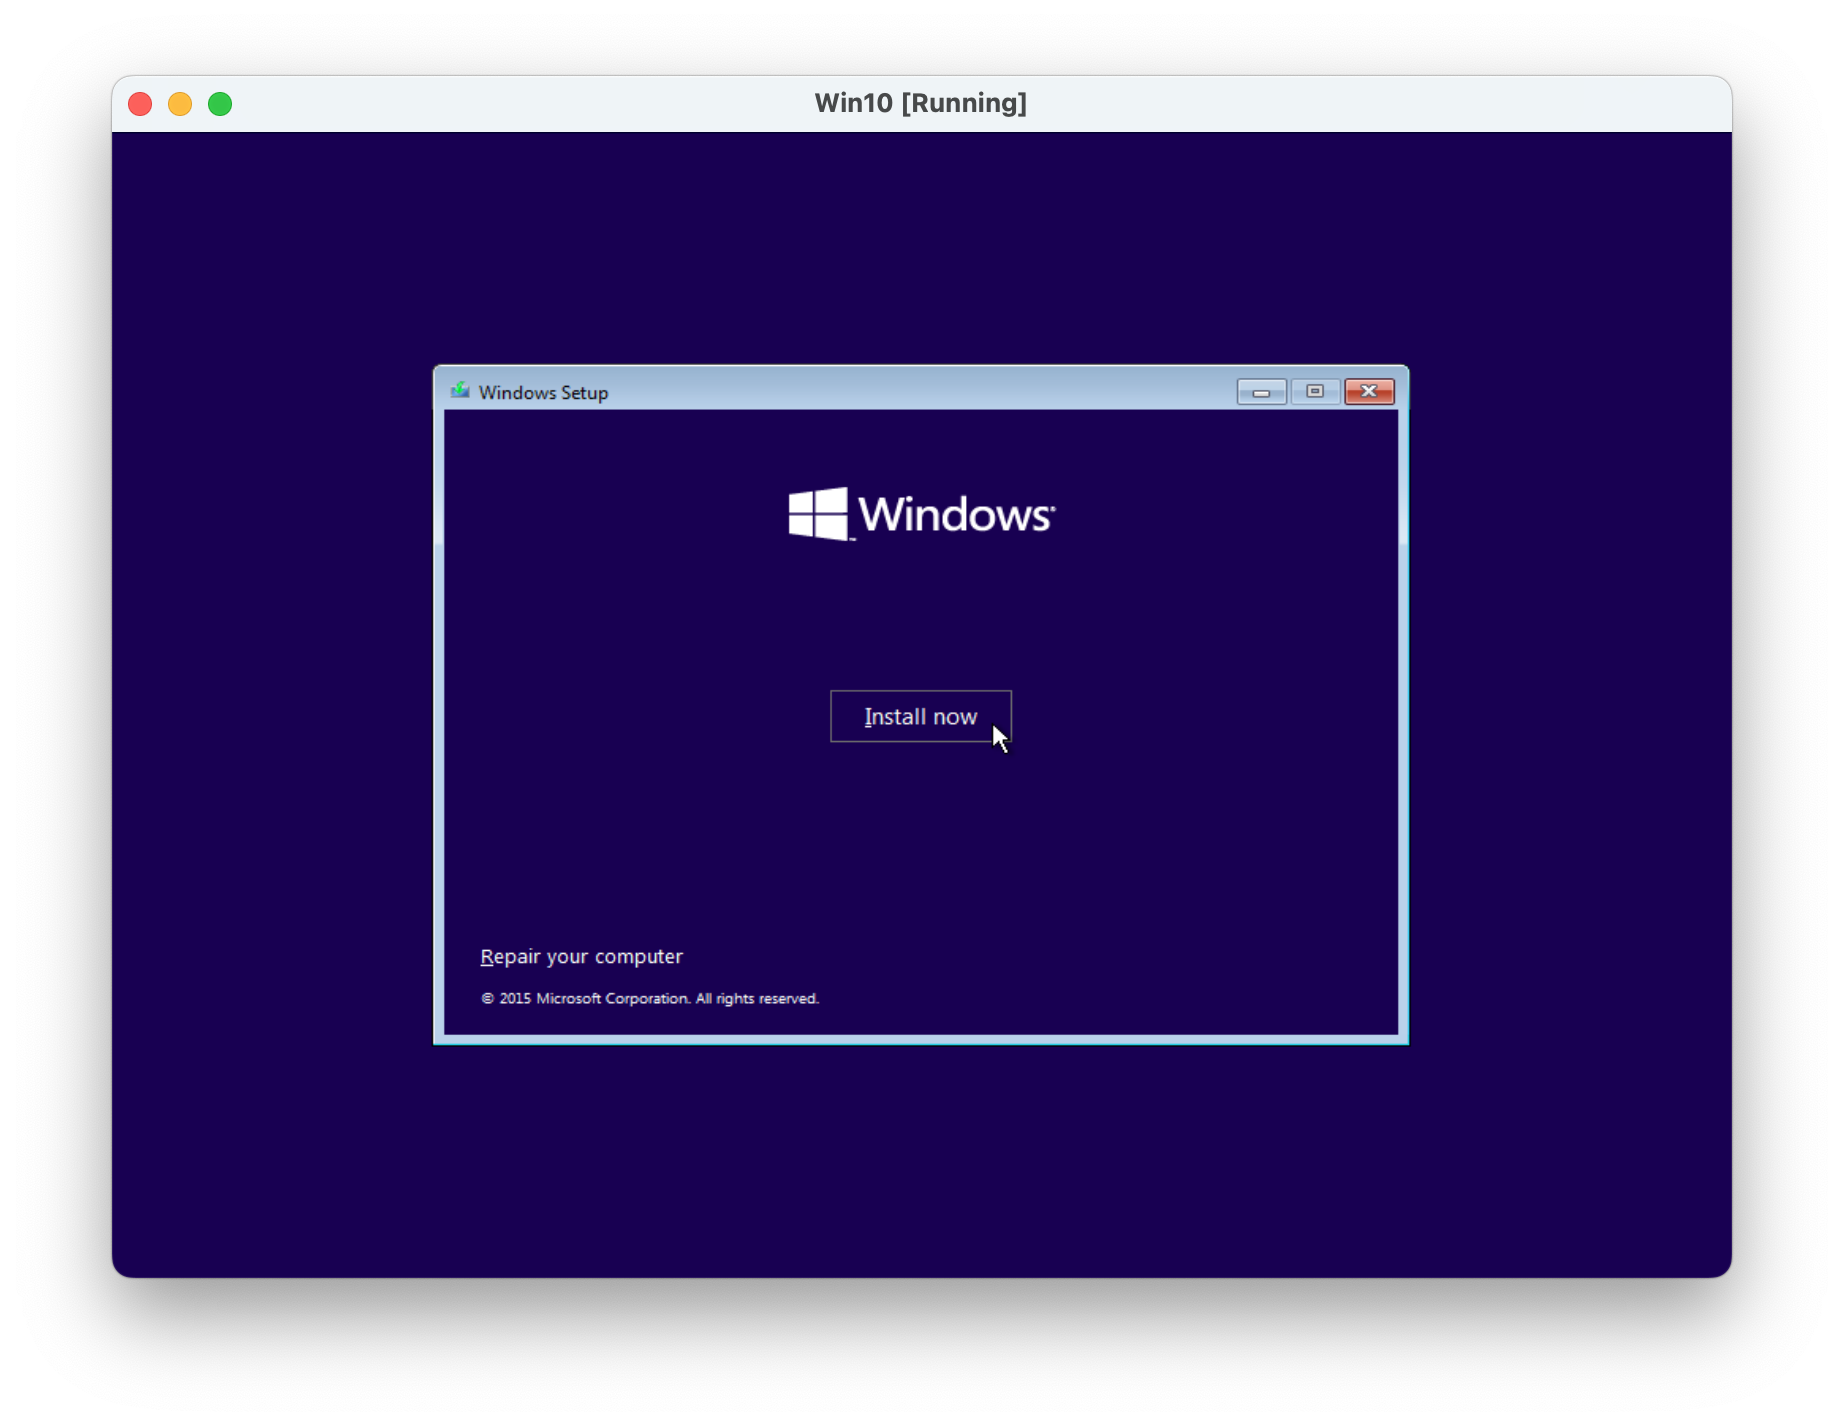 Win10 [Running]
Windows Setup
Windows
Install now
Repair your computer
© 2015 Microsoft Corporation. All rights reserved.